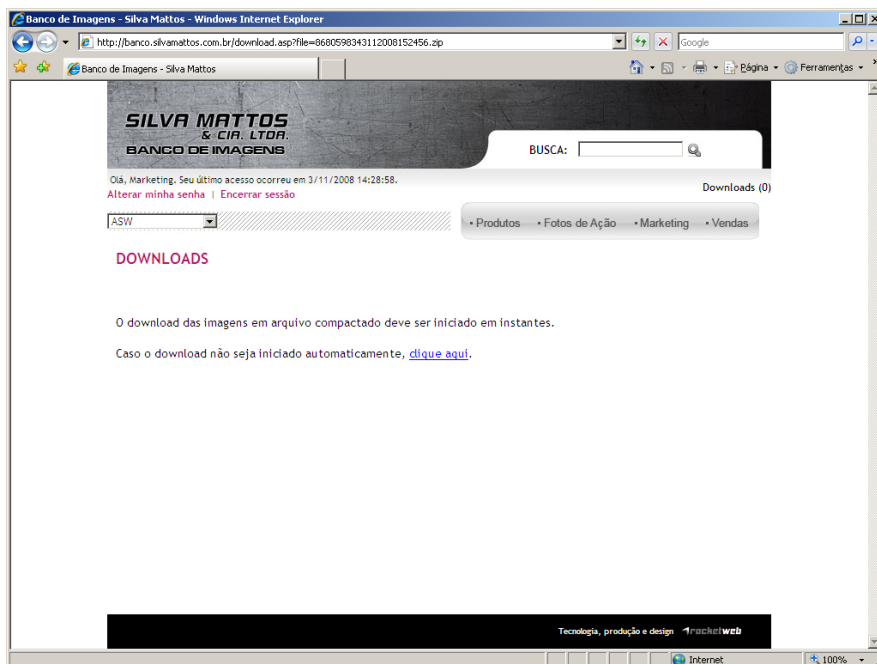 Banco de Imagens - Silva Mattos - Windows Internet Explorer
http://banco.silvamattos.com.br/download.asp?file=8680598343112008152456.zip
Google
Banco de Imagens - Silva Mattos
Página
Ferramentas
SILVA MATTOS
& CIA. LTDA.
BANCO DE IMAGENS
BUSCA:
Olá, Marketing. Seu último acesso ocorreu em 3/11/2008 14:28:58.
Alterar minha senha | Encerrar sessão
Downloads (0)
ASW
• Produtos • Fotos de Ação • Marketing • Vendas
DOWNLOADS
O download das imagens em arquivo compactado deve ser iniciado em instantes.
Caso o download não seja iniciado automaticamente, clique aqui.
Tecnologia, produção e design rocketweb
Internet
100%